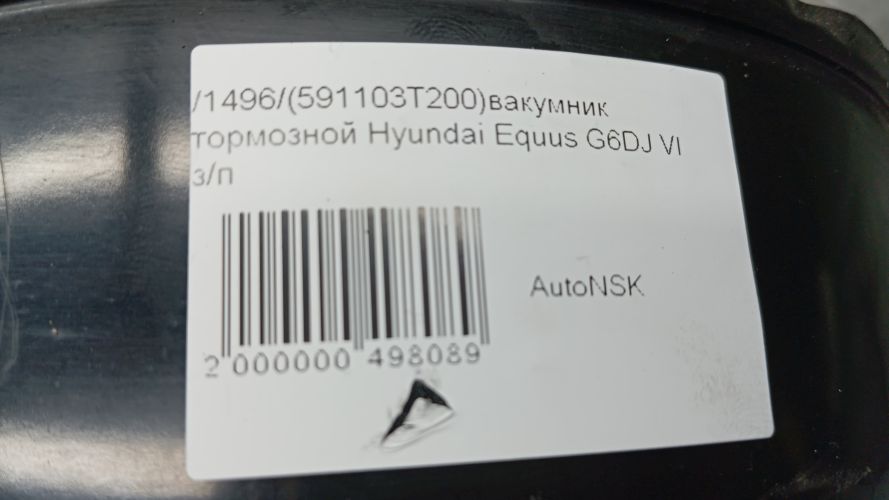 /1496/(591103T200)вакумник
тормозной Hyundai Equus G6DJ VI
з/п
AutoNSK
2 000000 498089